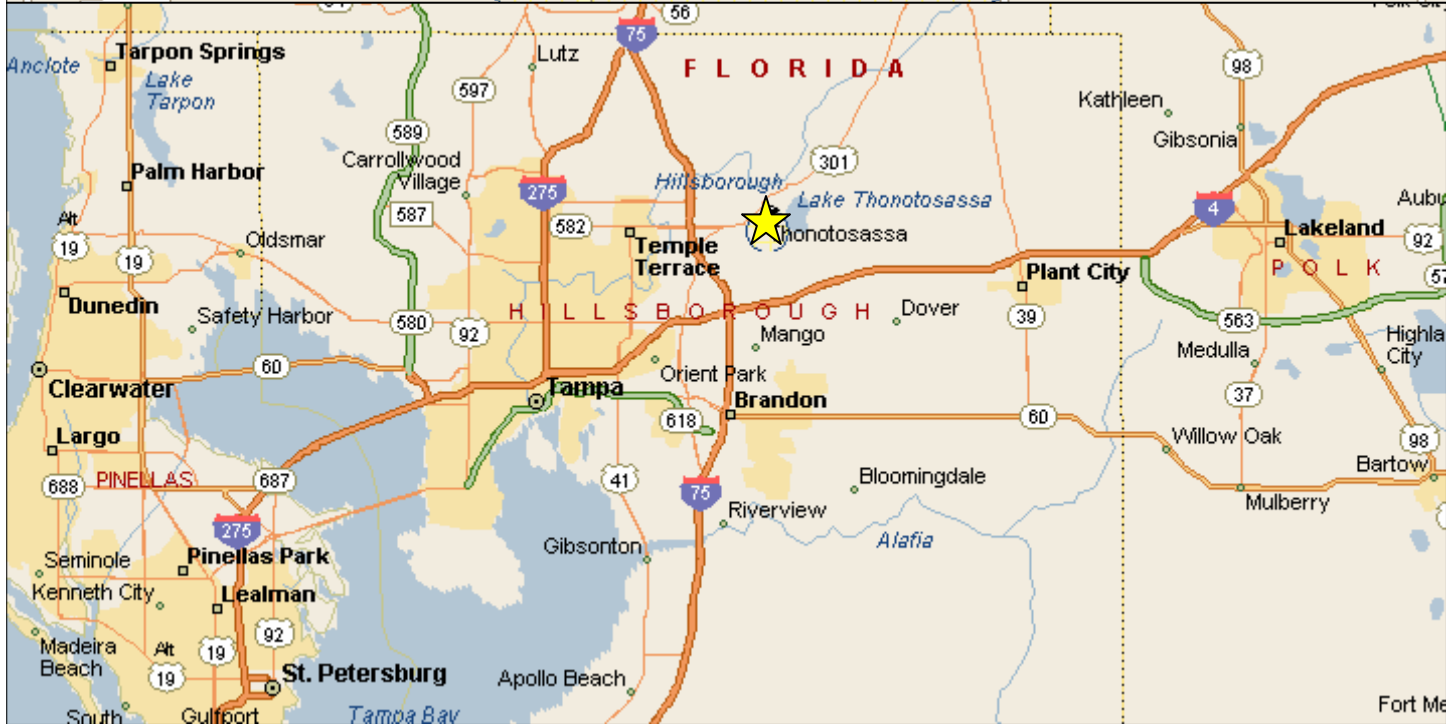 56
75
Tarpon Springs
Anclote
Lake
Tarpon
Lutz
FLORIDA
98
597
Kathleen
Gibsonia
589
Carrollwood
Village
301
Palm Harbor
275
Hillsborough
Lake Thonotosassa
4
Alt
19
587
582
Temple
Terrace
Thonotosassa
Lakeland
92
Oldsmar
19
Plant City
POLK
Dunedin
Safety Harbor
580
92
HILLSBOROUGH
Dover
39
563
Mango
Medulla
City
60
Clearwater
Tampa
Orient Park
Brandon
618
60
37
Largo
Willow Oak
98
688
PINELLAS
687
41
75
Bloomingdale
Bartow
Mulberry
275
Riverview
Pinellas Park
Gibsonton
Alafia
Seminole
Kenneth City
Lealman
92
Madeira
Beach
Alt
19
19
St. Petersburg
Apollo Beach
South
Gulfport
Tampa Bay